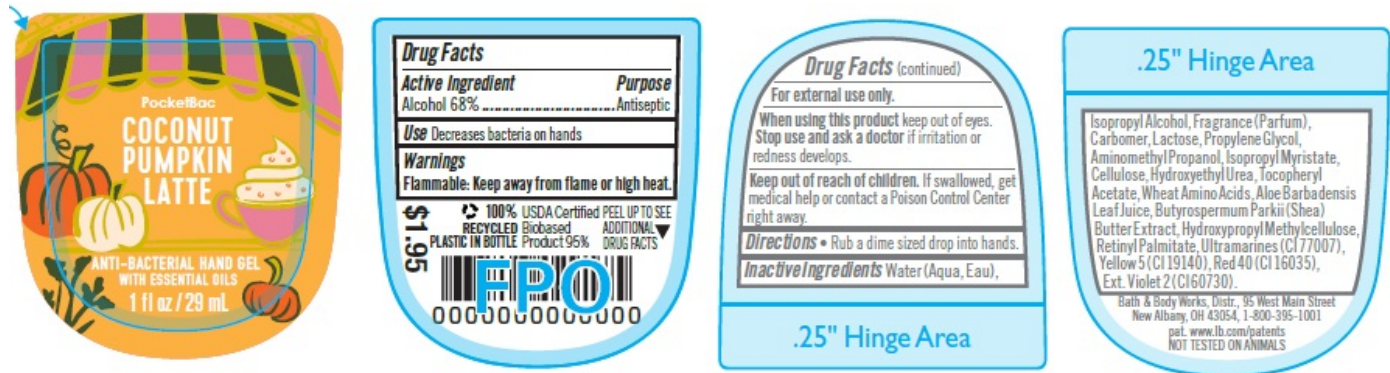 PocketBac
COCONUT
PUMPKIN
LATTE
ANTI-BACTERIAL HAND GEL
WITH ESSENTIAL OILS
1 fl oz / 29 mL
Drug Facts
Active Ingredient Purpose
Alcohol 68%.................................Antiseptic
Use Decreases bacteria on hands
Warnings
Flammable: Keep away from flame or high heat.
$1.95
100% RECYCLED PLASTIC IN BOTTLE
USDA Certified Biobased Product 95%
PEEL UP TO SEE ADDITIONAL DRUG FACTS
FPO
0000000000000
Drug Facts (continued)
For external use only.
When using this product keep out of eyes.
Stop use and ask a doctor if irritation or
redness develops.
Keep out of reach of children. If swallowed, get
medical help or contact a Poison Control Center
right away.
Directions • Rub a dime sized drop into hands.
Inactive Ingredients Water (Aqua, Eau),
.25" Hinge Area
.25" Hinge Area
Isopropyl Alcohol, Fragrance (Parfum),
Carbomer, Lactose, Propylene Glycol,
Aminomethyl Propanol, Isopropyl Myristate,
Cellulose, Hydroxyethyl Urea, Tocopheryl
Acetate, Wheat Amino Acids, Aloe Barbadensis
Leaf Juice, Butyrospermum Parkii (Shea)
Butter Extract, Hydroxypropyl Methylcellulose,
Retinyl Palmitate, Ultramarines (CI 77007),
Yellow 5 (CI 19140), Red 40 (CI 16035),
Ext. Violet 2 (CI 60730).
Bath & Body Works, Distr., 95 West Main Street
New Albany, OH 43054, 1-800-395-1001
pat. www.lb.com/patents
NOT TESTED ON ANIMALS